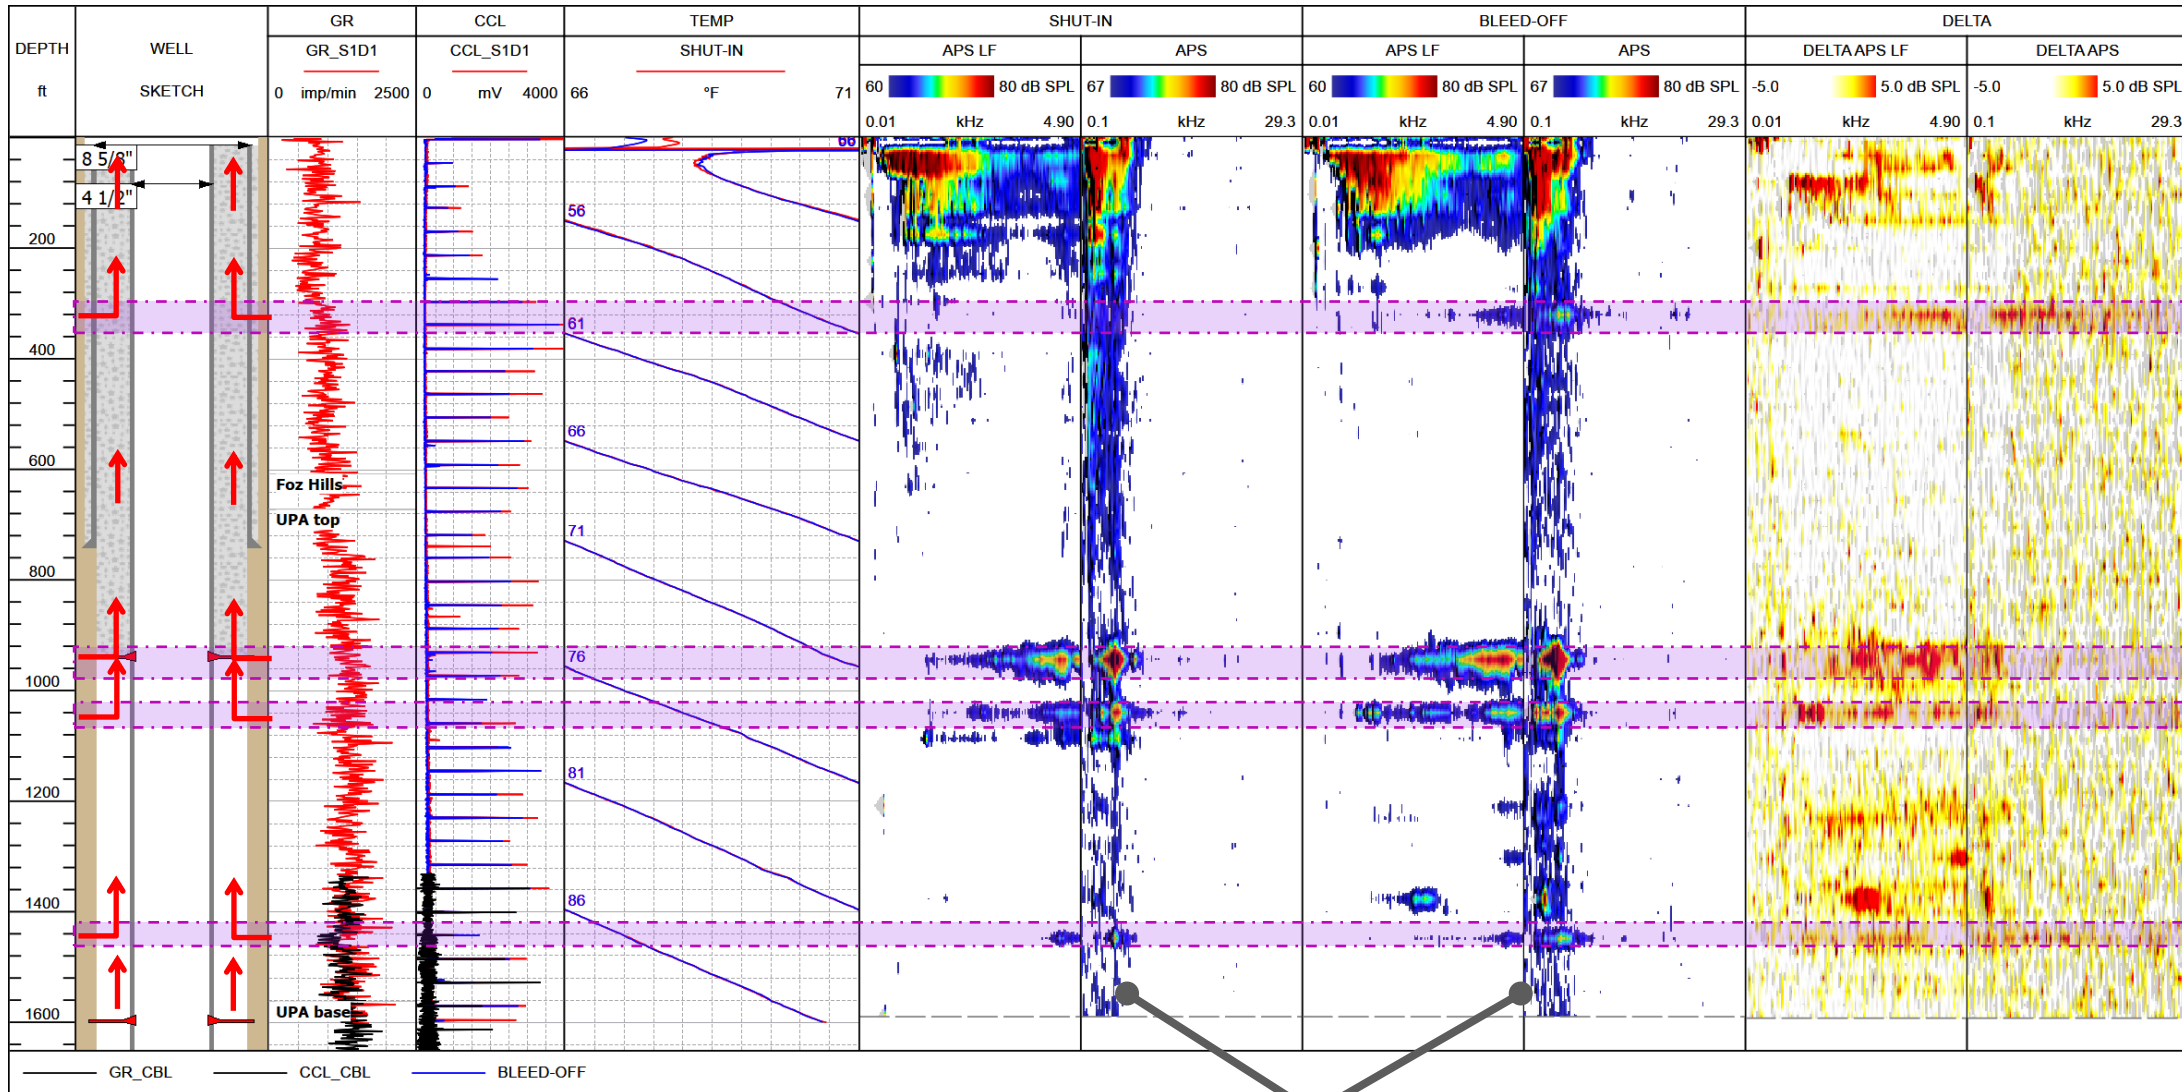 GR CCL TEMP SHUT-IN BLEED-OFF DELTA
DEPTH WELL GR_S1D1 CCL_S1D1 SHUT-IN APS LF APS APS LF APS DELTA APS LF DELTA APS
ft SKETCH 0 imp/min 2500 0 mV 4000 66 °F 71 60 80 dB SPL 67 80 dB SPL 60 80 dB SPL 67 80 dB SPL -5.0 5.0 dB SPL -5.0 5.0 dB SPL
0.01 kHz 4.90 0.1 kHz 29.3 0.01 kHz 4.90 0.1 kHz 29.3 0.01 kHz 4.90 0.1 kHz 29.3
66
8 5/8"
4 1/2"
56
200
61
400
66
600
Foz Hills
UPA top
71
800
76
1000
81
1200
86
1400
UPA base
1600
GR_CBL CCL_CBL BLEED-OFF